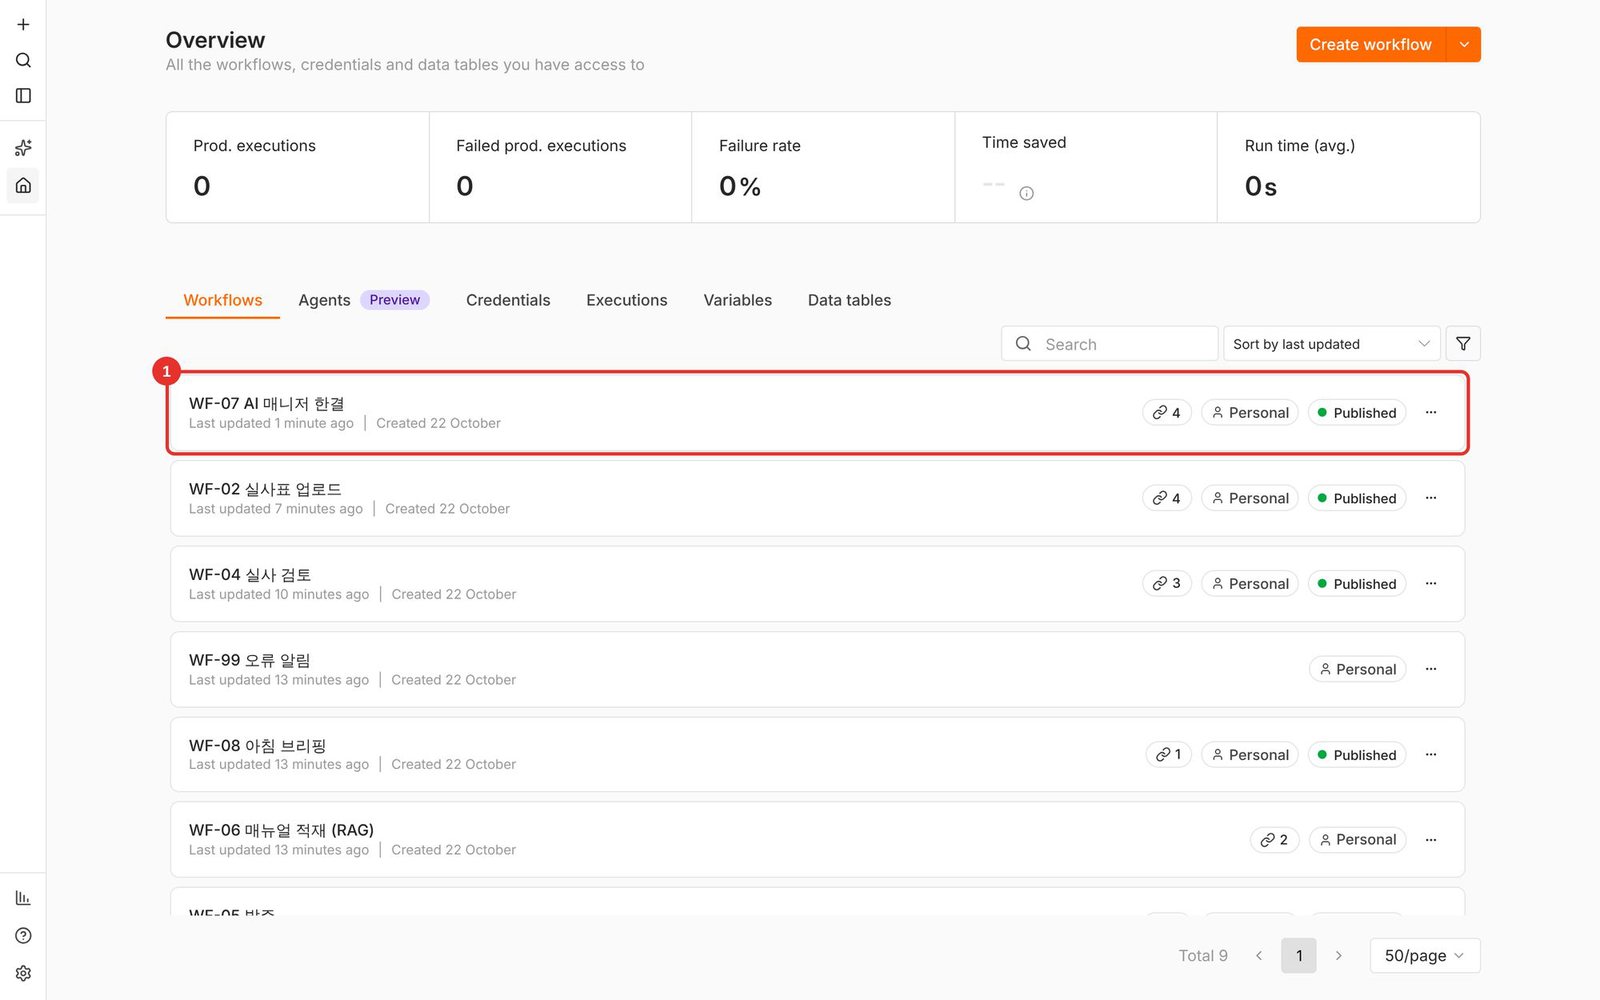 Overview
All the workflows, credentials and data tables you have access to
Create workflow
Prod. executions
0
Failed prod. executions
0
Failure rate
0%
Time saved
--
Run time (avg.)
0s
Workflows
Agents
Preview
Credentials
Executions
Variables
Data tables
Search
Sort by last updated
1
WF-07 AI 매니저 한결
Last updated 1 minute ago | Created 22 October
4
Personal
Published
WF-02 실사표 업로드
Last updated 7 minutes ago | Created 22 October
4
Personal
Published
WF-04 실사 검토
Last updated 10 minutes ago | Created 22 October
3
Personal
Published
WF-99 오류 알림
Last updated 13 minutes ago | Created 22 October
Personal
WF-08 아침 브리핑
Last updated 13 minutes ago | Created 22 October
1
Personal
Published
WF-06 매뉴얼 적재 (RAG)
Last updated 13 minutes ago | Created 22 October
2
Personal
WF-05 발주
Total 9
1
50/page